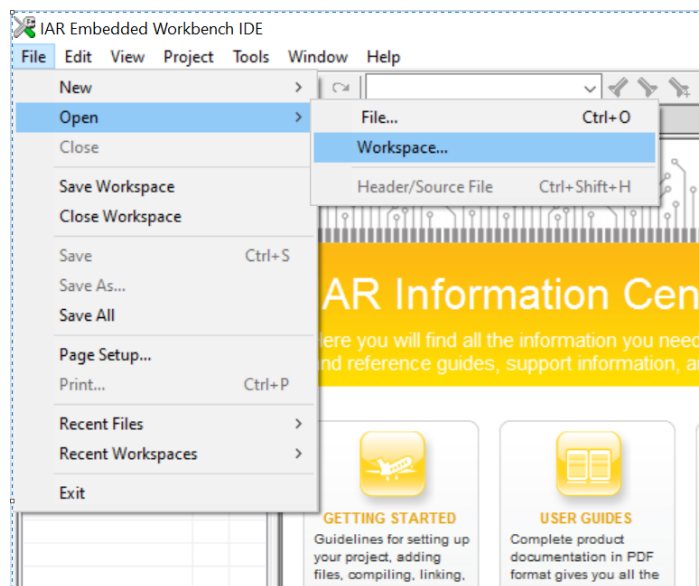 IAR Embedded Workbench IDE
File Edit View Project Tools Window Help
New
Open
Close
Save Workspace
Close Workspace
Save Ctrl+S
Save As...
Save All
Page Setup...
Print... Ctrl+P
Recent Files
Recent Workspaces
Exit
File... Ctrl+O
Workspace...
Header/Source File Ctrl+Shift+H
AR Information Cen
ere you will find all the information you need
nd reference guides, support information, a
GETTING STARTED
Guidelines for setting up
your project, adding
files, compiling, linking,
USER GUIDES
Complete product
documentation in PDF
format gives you all the